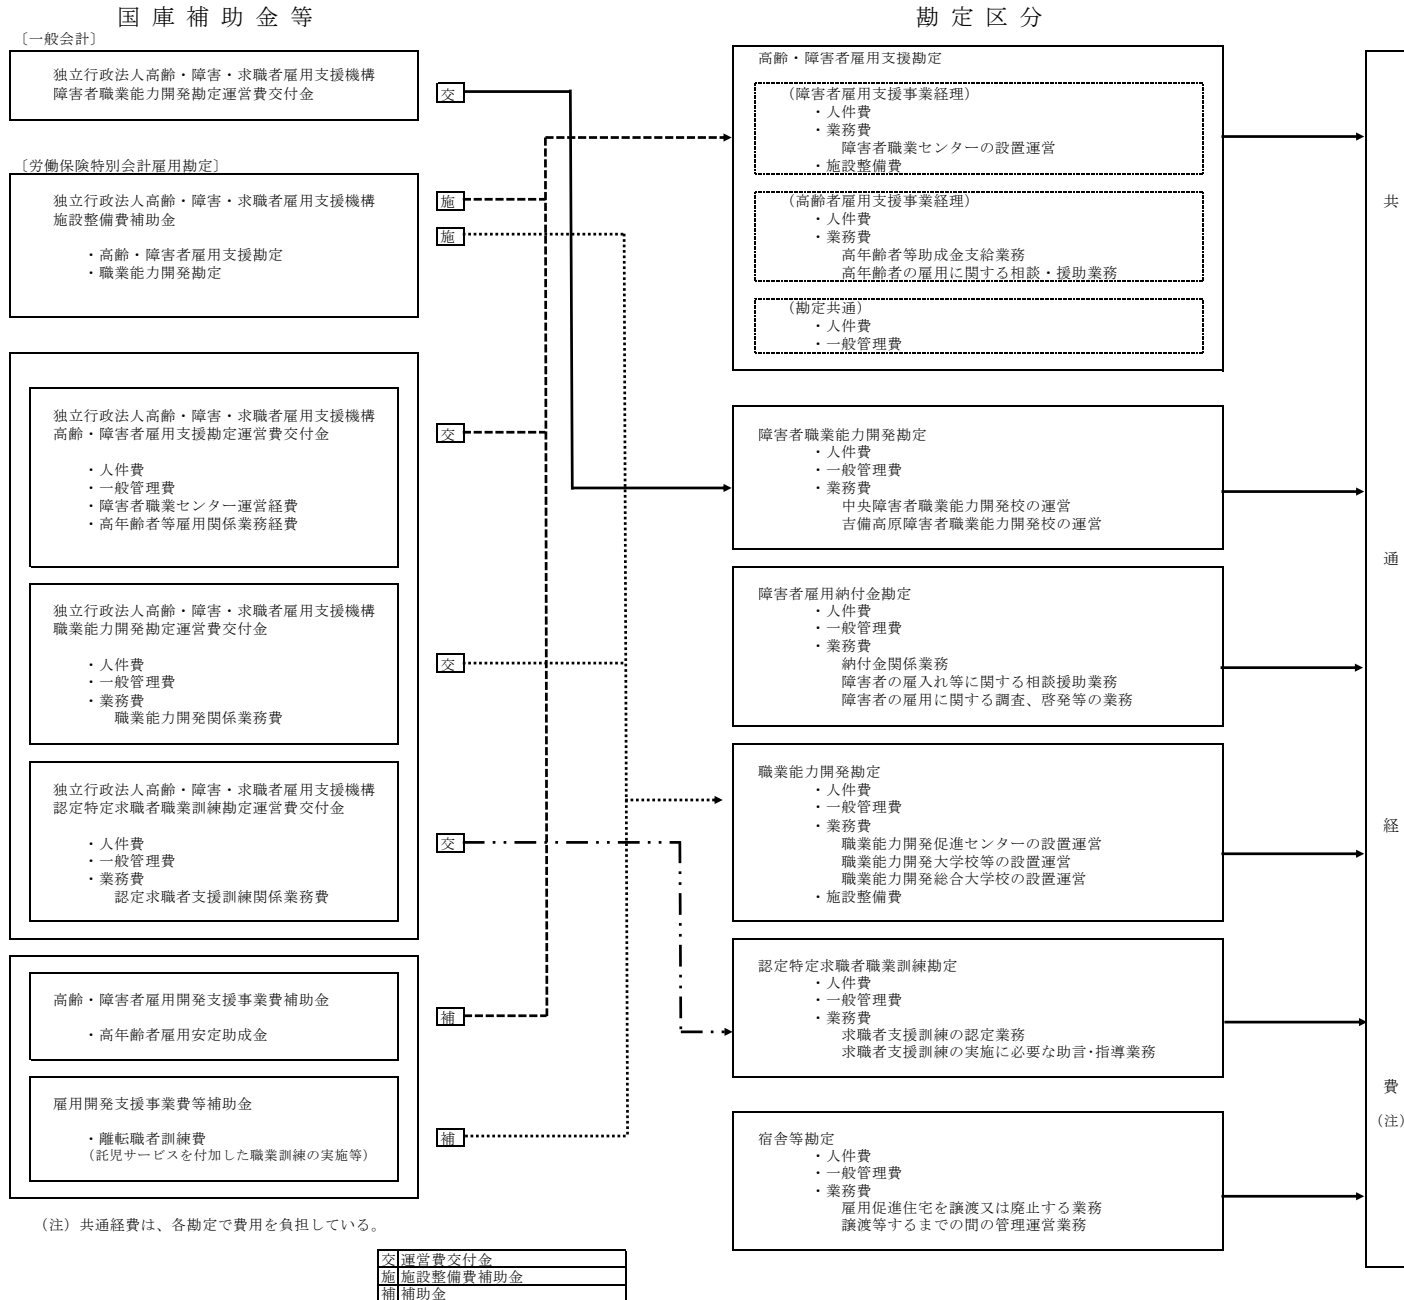 国庫補助金等
〔一般会計〕
独立行政法人高齢・障害・求職者雇用支援機構
障害者職業能力開発勘定運営費交付金
交
〔労働保険特別会計雇用勘定〕
独立行政法人高齢・障害・求職者雇用支援機構
施設整備費補助金
・高齢・障害者雇用支援勘定
・職業能力開発勘定
施
施
独立行政法人高齢・障害・求職者雇用支援機構
高齢・障害者雇用支援勘定運営費交付金
・人件費
・一般管理費
・障害者職業センター運営経費
・高年齢者等雇用関係業務経費
交
独立行政法人高齢・障害・求職者雇用支援機構
職業能力開発勘定運営費交付金
・人件費
・一般管理費
・業務費
職業能力開発関係業務費
交
独立行政法人高齢・障害・求職者雇用支援機構
認定特定求職者職業訓練勘定運営費交付金
・人件費
・一般管理費
・業務費
認定求職者支援訓練関係業務費
交
高齢・障害者雇用開発支援事業費補助金
・高年齢者雇用安定助成金
補
雇用開発支援事業費等補助金
・離転職者訓練費
（託児サービスを付加した職業訓練の実施等）
補
（注）共通経費は、各勘定で費用を負担している。
交 運営費交付金
施 施設整備費補助金
補 補助金
勘定区分
高齢・障害者雇用支援勘定
（障害者雇用支援事業経理）
・人件費
・業務費
障害者職業センターの設置運営
・施設整備費
（高齢者雇用支援事業経理）
・人件費
・業務費
高年齢者等助成金支給業務
高年齢者の雇用に関する相談・援助業務
（勘定共通）
・人件費
・一般管理費
障害者職業能力開発勘定
・人件費
・一般管理費
・業務費
中央障害者職業能力開発校の運営
吉備高原障害者職業能力開発校の運営
障害者雇用納付金勘定
・人件費
・一般管理費
・業務費
納付金関係業務
障害者の雇入れ等に関する相談援助業務
障害者の雇用に関する調査、啓発等の業務
職業能力開発勘定
・人件費
・一般管理費
・業務費
職業能力開発促進センターの設置運営
職業能力開発大学校等の設置運営
職業能力開発総合大学校の設置運営
・施設整備費
認定特定求職者職業訓練勘定
・人件費
・一般管理費
・業務費
求職者支援訓練の認定業務
求職者支援訓練の実施に必要な助言･指導業務
宿舎等勘定
・人件費
・一般管理費
・業務費
雇用促進住宅を譲渡又は廃止する業務
譲渡等するまでの間の管理運営業務
共
通
経
費
（注）